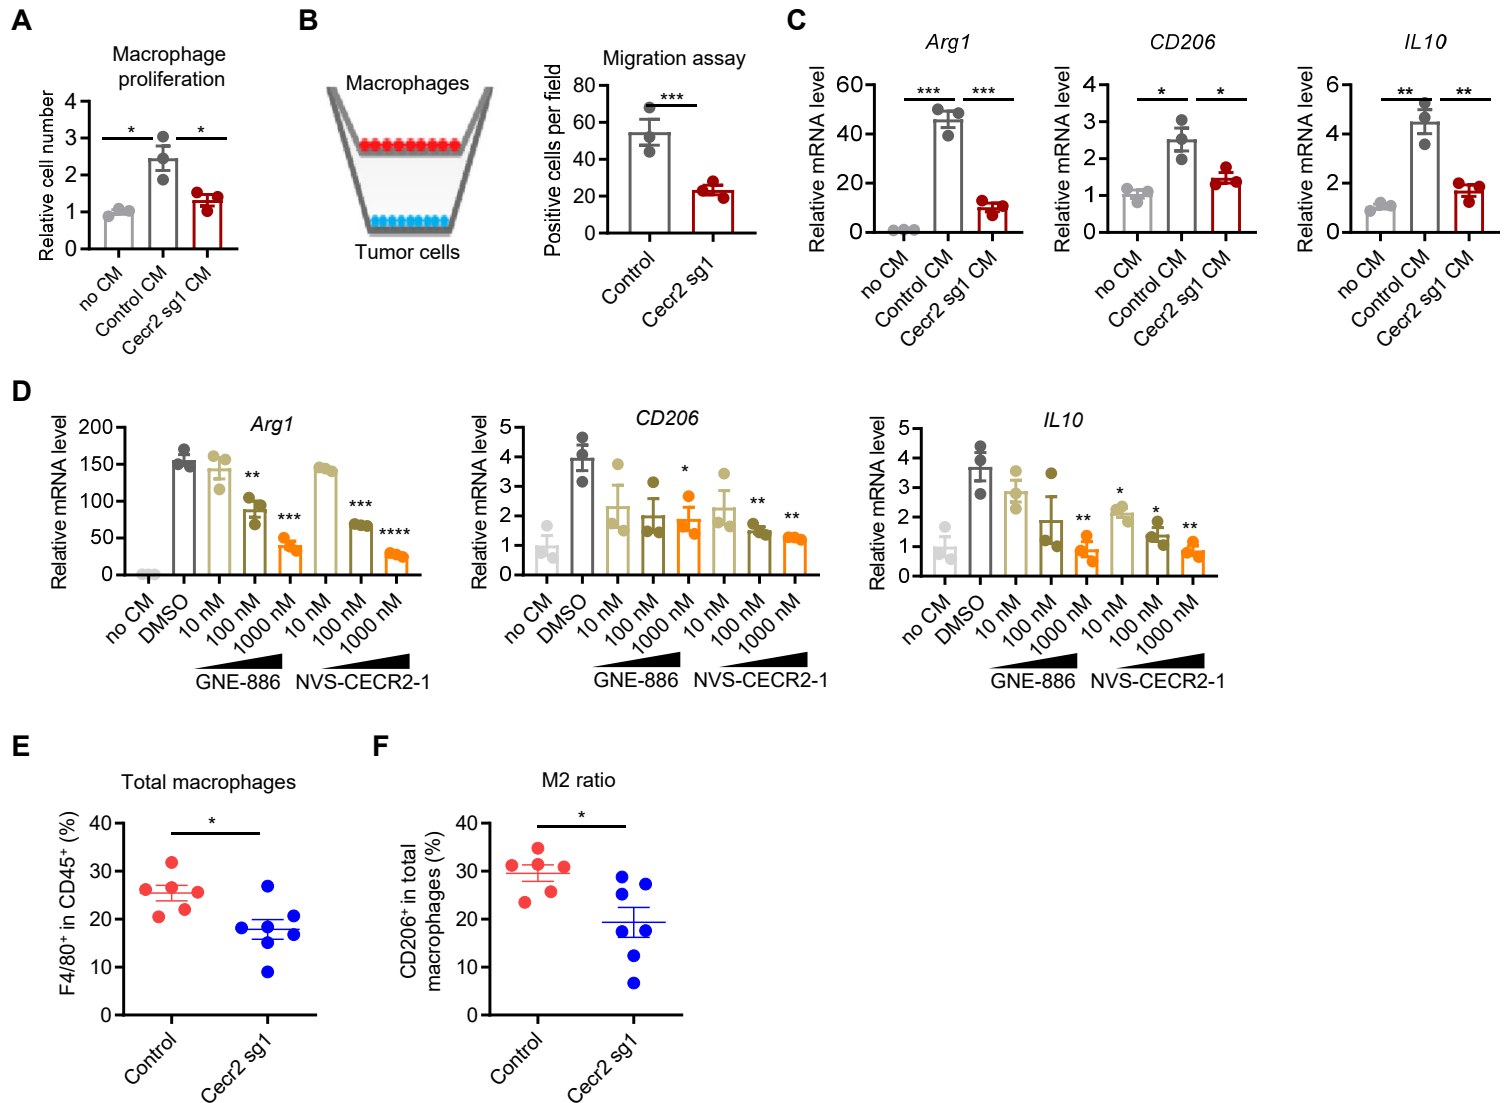 A
Macrophage
proliferation
Relative cell number
4
3
2
1
0
*
*
no CM
Control CM
Cecr2 sg1 CM
B
Macrophages
Tumor cells
Migration assay
Positive cells per field
80
60
40
20
0
***
Control
Cecr2 sg1
C
Arg1
Relative mRNA level
60
40
20
0
***
***
no CM
Control CM
Cecr2 sg1 CM
CD206
Relative mRNA level
4
3
2
1
0
*
*
no CM
Control CM
Cecr2 sg1 CM
IL10
Relative mRNA level
6
4
2
0
**
**
no CM
Control CM
Cecr2 sg1 CM
D
Arg1
Relative mRNA level
200
150
100
50
0
**
***
***
****
no CM
DMSO
10 nM
100 nM
1000 nM
10 nM
100 nM
1000 nM
GNE-886
NVS-CECR2-1
CD206
Relative mRNA level
5
4
3
2
1
0
*
**
**
no CM
DMSO
10 nM
100 nM
1000 nM
10 nM
100 nM
1000 nM
GNE-886
NVS-CECR2-1
IL10
Relative mRNA level
5
4
3
2
1
0
**
*
*
**
no CM
DMSO
10 nM
100 nM
1000 nM
10 nM
100 nM
1000 nM
GNE-886
NVS-CECR2-1
E
Total macrophages
F4/80⁺ in CD45⁺ (%)
40
30
20
10
0
*
Control
Cecr2 sg1
F
M2 ratio
CD206⁺ in total
macrophages (%)
40
30
20
10
0
*
Control
Cecr2 sg1